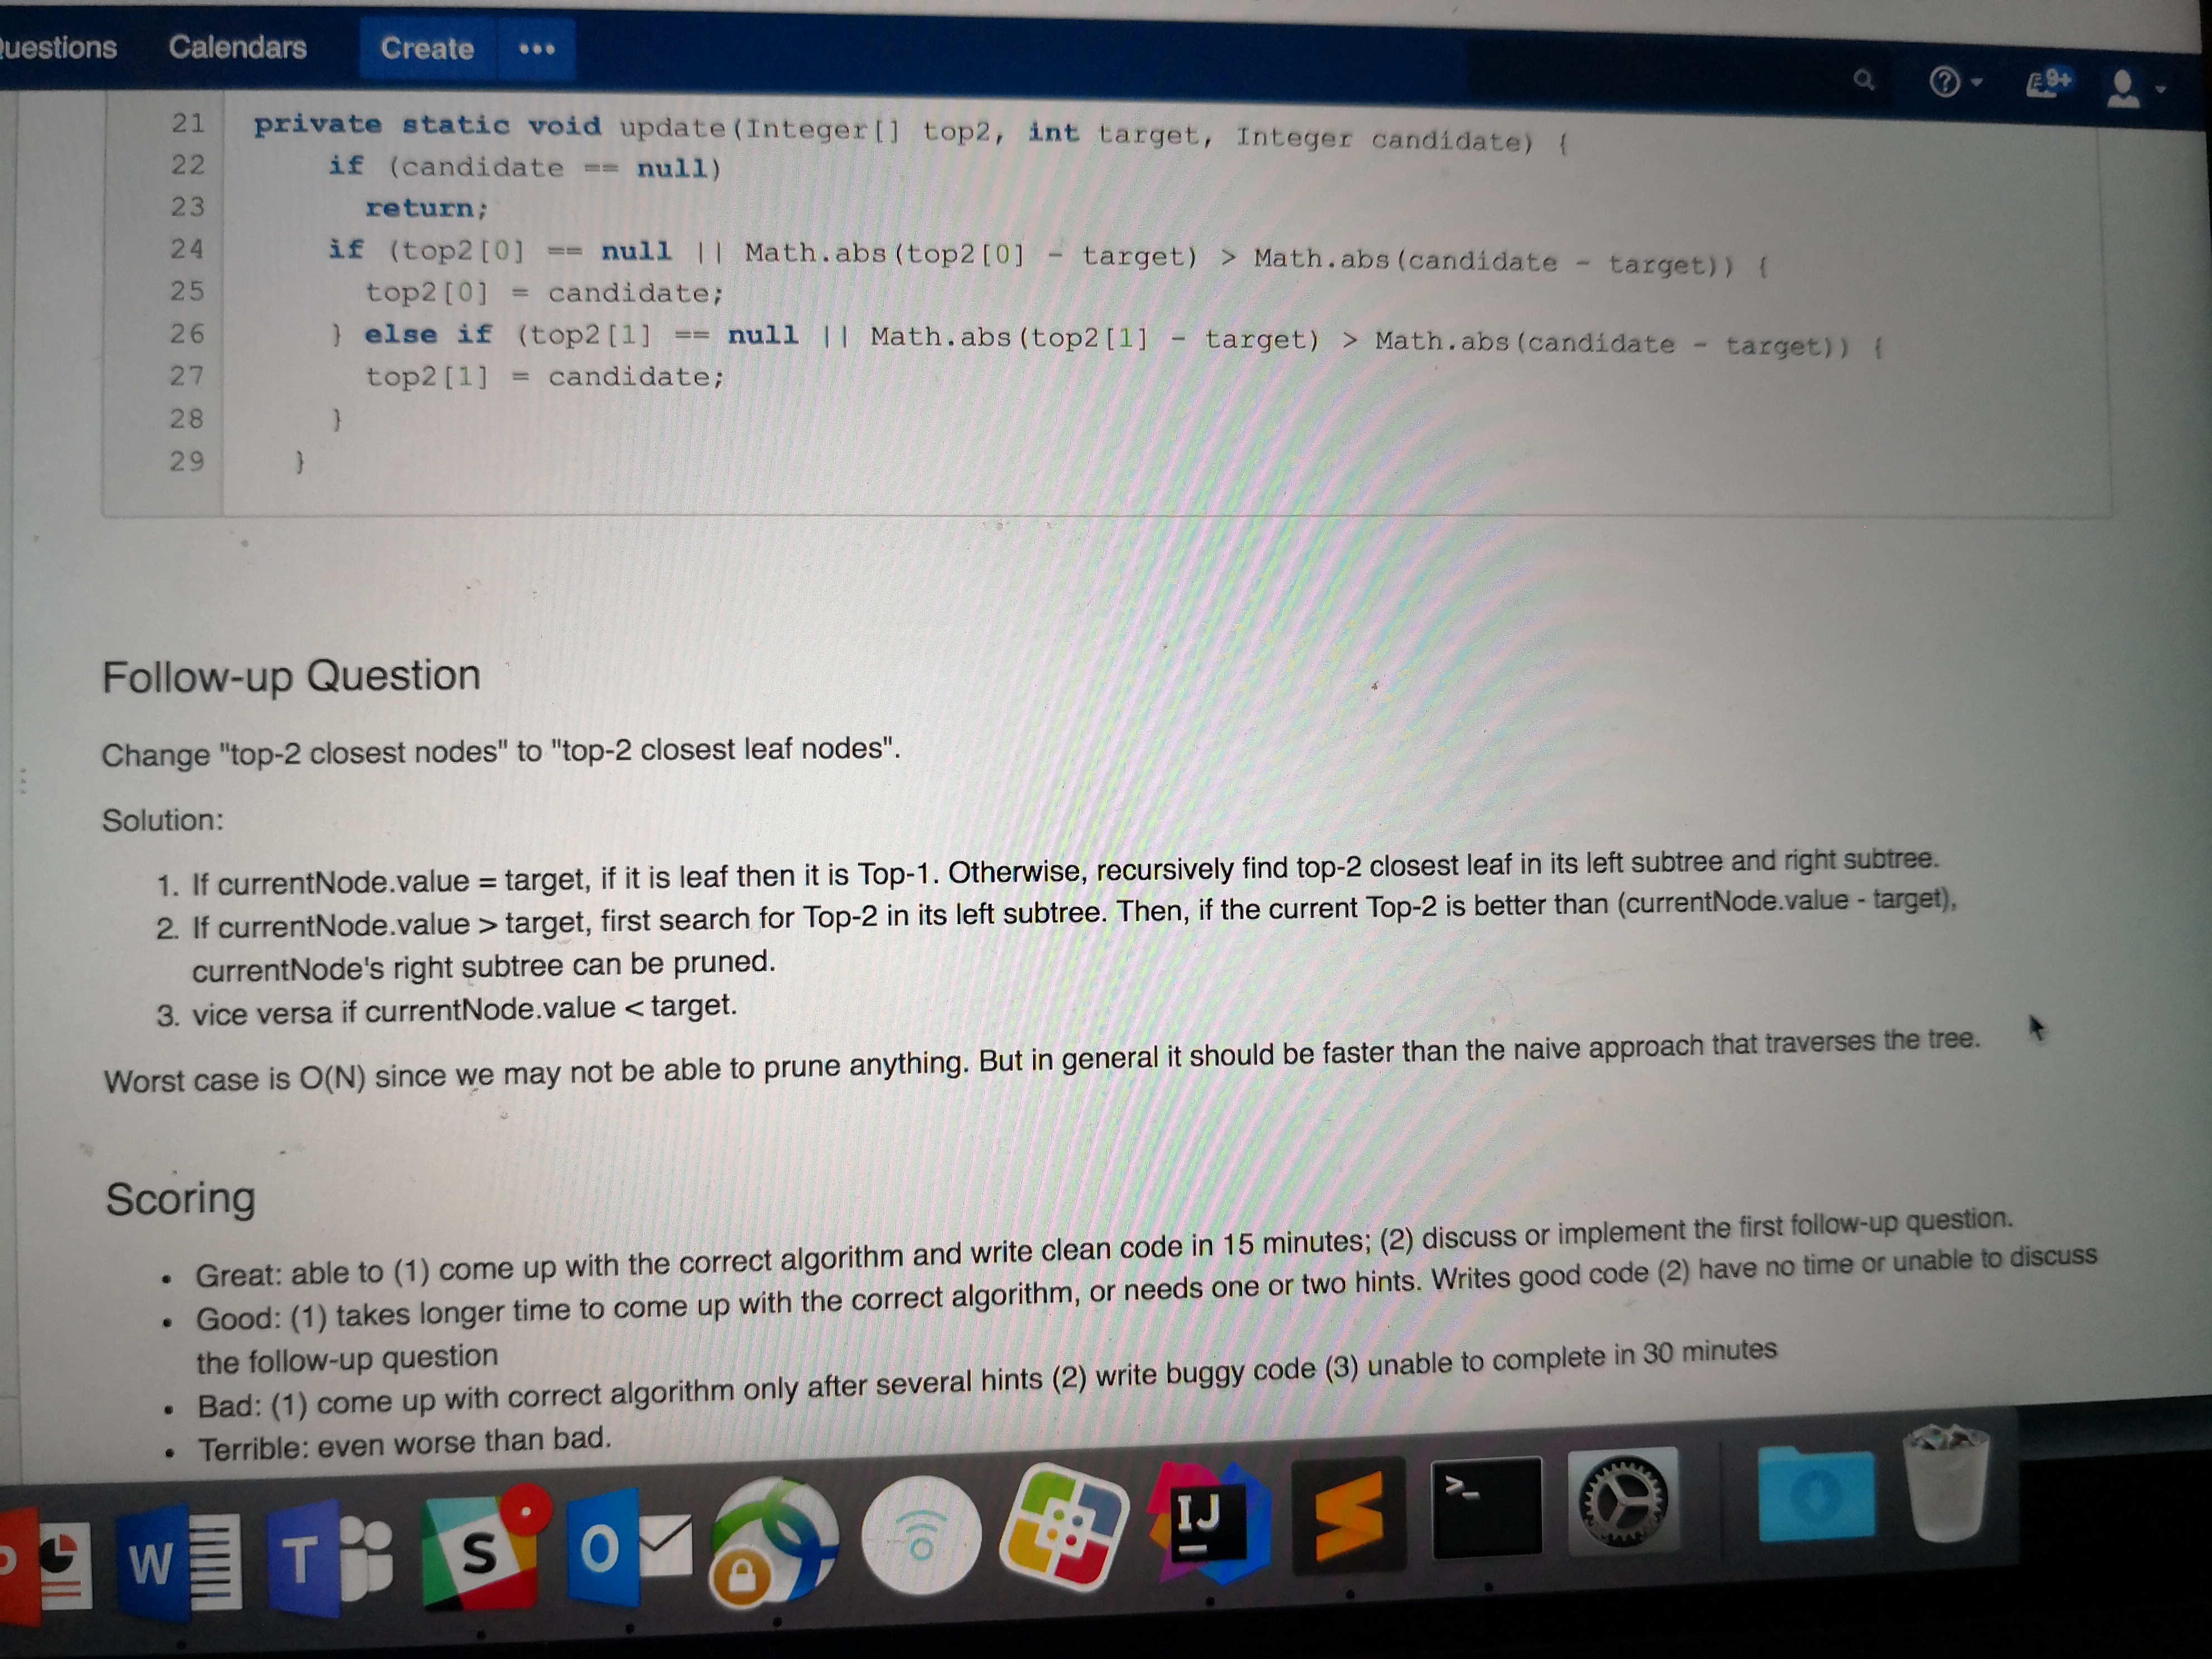 uestions Calendars Create •••
9+
21 private static void update(Integer[] top2, int target, Integer candidate) {
22 if (candidate == null)
23 return;
24 if (top2[0] == null || Math.abs(top2[0] - target) > Math.abs(candidate - target)) {
25 top2[0] = candidate;
26 } else if (top2[1] == null || Math.abs(top2[1] - target) > Math.abs(candidate - target)) {
27 top2[1] = candidate;
28 }
29 }
Follow-up Question
Change "top-2 closest nodes" to "top-2 closest leaf nodes".
Solution:
1. If currentNode.value = target, if it is leaf then it is Top-1. Otherwise, recursively find top-2 closest leaf in its left subtree and right subtree.
2. If currentNode.value > target, first search for Top-2 in its left subtree. Then, if the current Top-2 is better than (currentNode.value - target),
currentNode's right subtree can be pruned.
3. vice versa if currentNode.value < target.
Worst case is O(N) since we may not be able to prune anything. But in general it should be faster than the naive approach that traverses the tree.
Scoring
• Great: able to (1) come up with the correct algorithm and write clean code in 15 minutes; (2) discuss or implement the first follow-up question.
• Good: (1) takes longer time to come up with the correct algorithm, or needs one or two hints. Writes good code (2) have no time or unable to discuss
the follow-up question
• Bad: (1) come up with correct algorithm only after several hints (2) write buggy code (3) unable to complete in 30 minutes
• Terrible: even worse than bad.
W T S O IJ >_